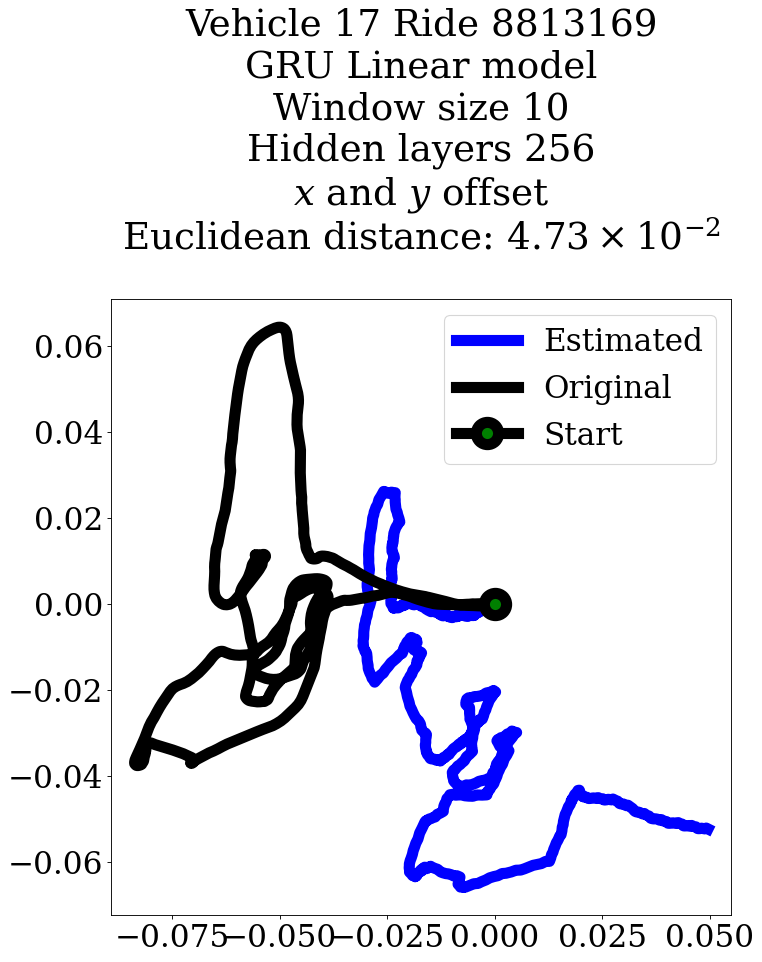 Vehicle 17 Ride 8813169
GRU Linear model
Window size 10
Hidden layers 256
x and y offset
Euclidean distance: 4.73 × 10⁻²
Estimated
Original
Start
0.06
0.04
0.02
0.00
−0.02
−0.04
−0.06
−0.075 −0.050 −0.025 0.000 0.025 0.050